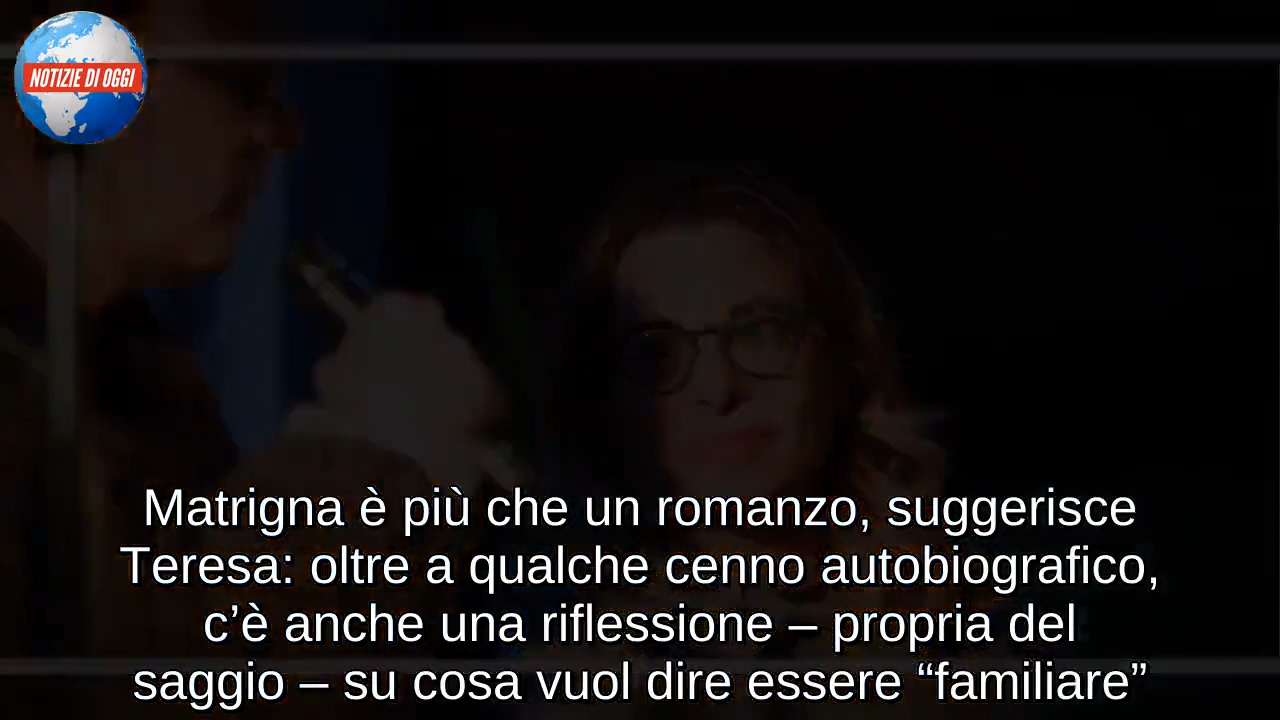 NOTIZIE DI OGGI
Matrigna è più che un romanzo, suggerisce
Teresa: oltre a qualche cenno autobiografico,
c’è anche una riflessione – propria del
saggio – su cosa vuol dire essere “familiare”